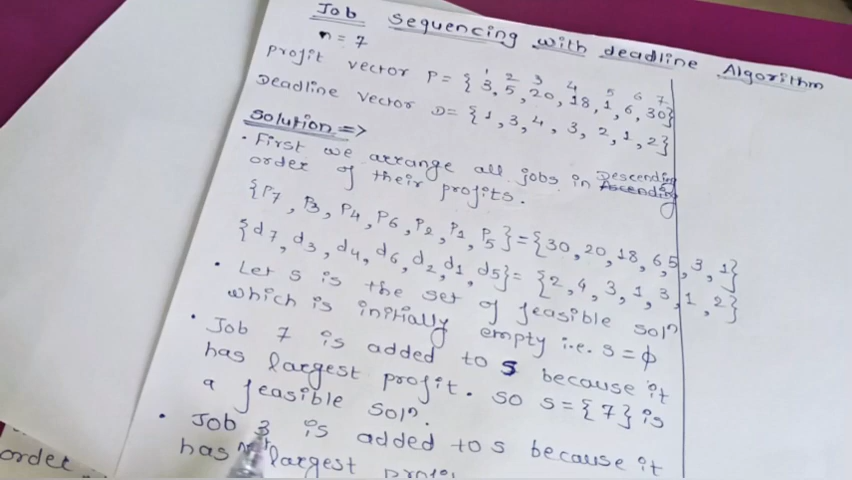 Job Sequencing with deadline Algorithm
n = 7
1 2 3 4 5 6 7
Profit vector P = {3, 5, 20, 18, 1, 6, 30}
Deadline vector D = {1, 3, 4, 3, 2, 1, 2}
Solution =>
• First we arrange all jobs in Descending
order of their profits. Ascending
{P7, P3, P4, P6, P2, P1, P5} = {30, 20, 18, 6, 5, 3, 1}
{d7, d3, d4, d6, d2, d1, d5} = {2, 4, 3, 1, 3, 1, 2}
• Let S is the set of feasible solⁿ
which is initially empty i.e. s = ϕ
• Job 7 is added to S because it
has largest profit. so s = {7} is
a feasible solⁿ.
• Job 3 is added to s because it
has largest profit
order